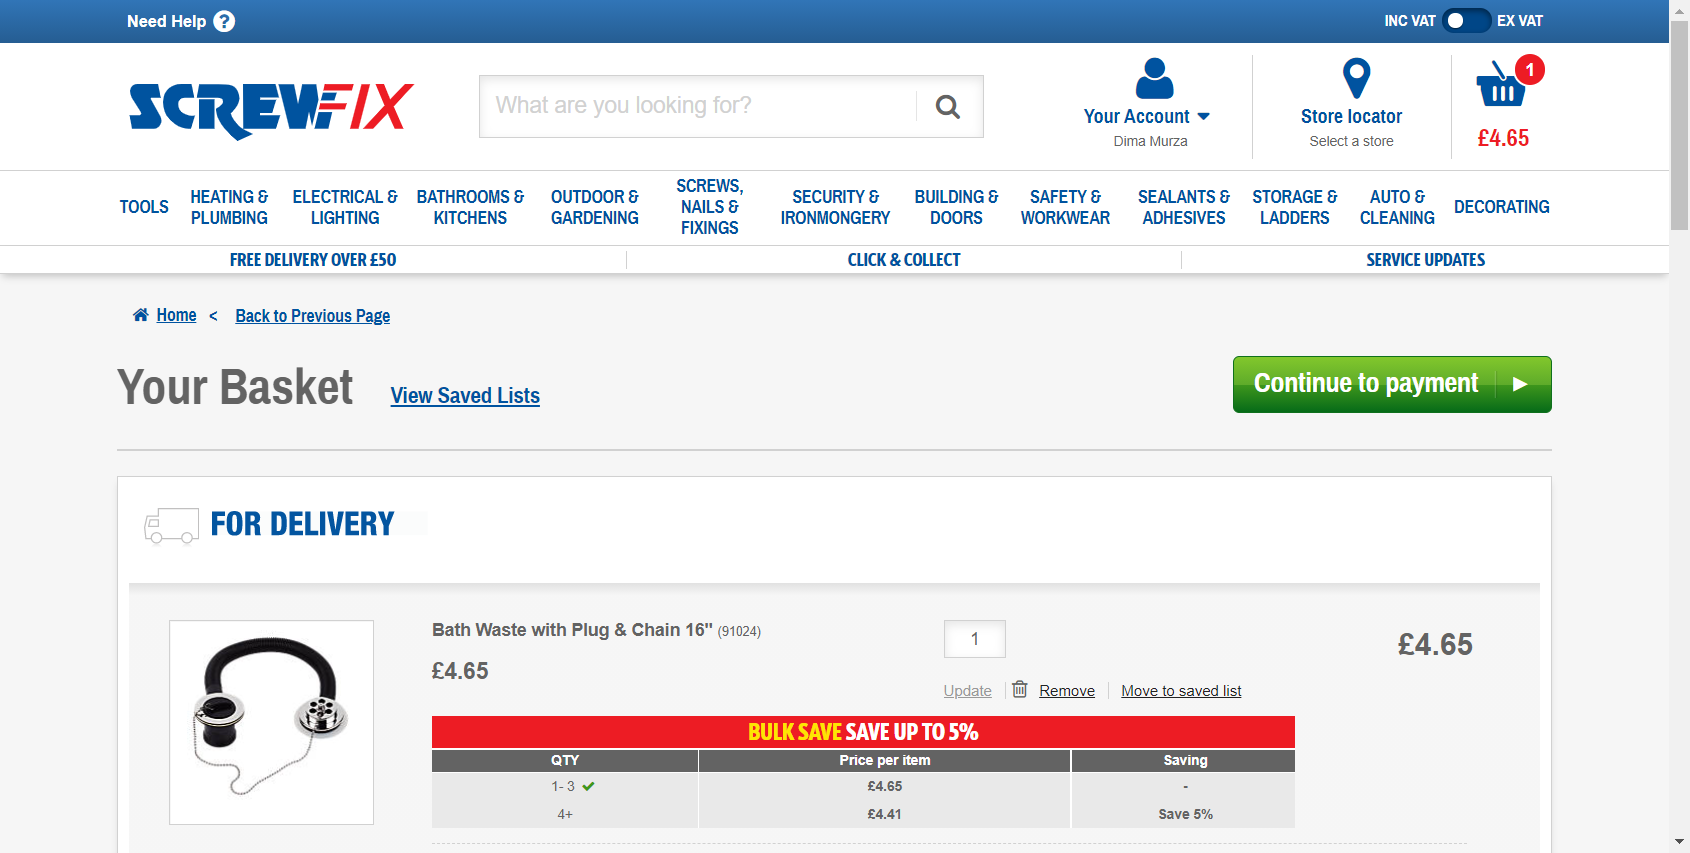 Need Help ?
INC VAT EX VAT
SCREWFIX
What are you looking for?
Your Account
Dima Murza
Store locator
Select a store
1
£4.65
TOOLS
HEATING &
PLUMBING
ELECTRICAL &
LIGHTING
BATHROOMS &
KITCHENS
OUTDOOR &
GARDENING
SCREWS,
NAILS &
FIXINGS
SECURITY &
IRONMONGERY
BUILDING &
DOORS
SAFETY &
WORKWEAR
SEALANTS &
ADHESIVES
STORAGE &
LADDERS
AUTO &
CLEANING
DECORATING
FREE DELIVERY OVER £50
CLICK & COLLECT
SERVICE UPDATES
Home < Back to Previous Page
Your Basket
View Saved Lists
Continue to payment
FOR DELIVERY
Bath Waste with Plug & Chain 16" (91024)
£4.65
1
Update Remove Move to saved list
£4.65
BULK SAVE SAVE UP TO 5%
QTY Price per item Saving
1- 3 £4.65 -
4+ £4.41 Save 5%